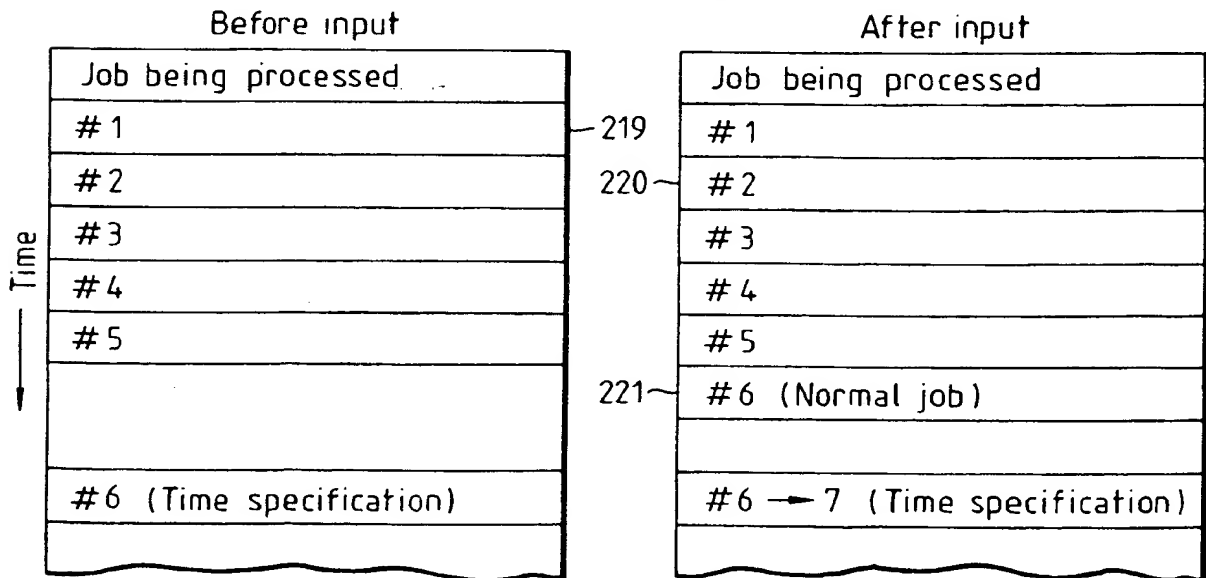 Before input
Job being processed
#1
#2
#3
#4
#5
#6 (Time specification)
Time
219
220
221
After input
Job being processed
#1
#2
#3
#4
#5
#6 (Normal job)
#6 → 7 (Time specification)